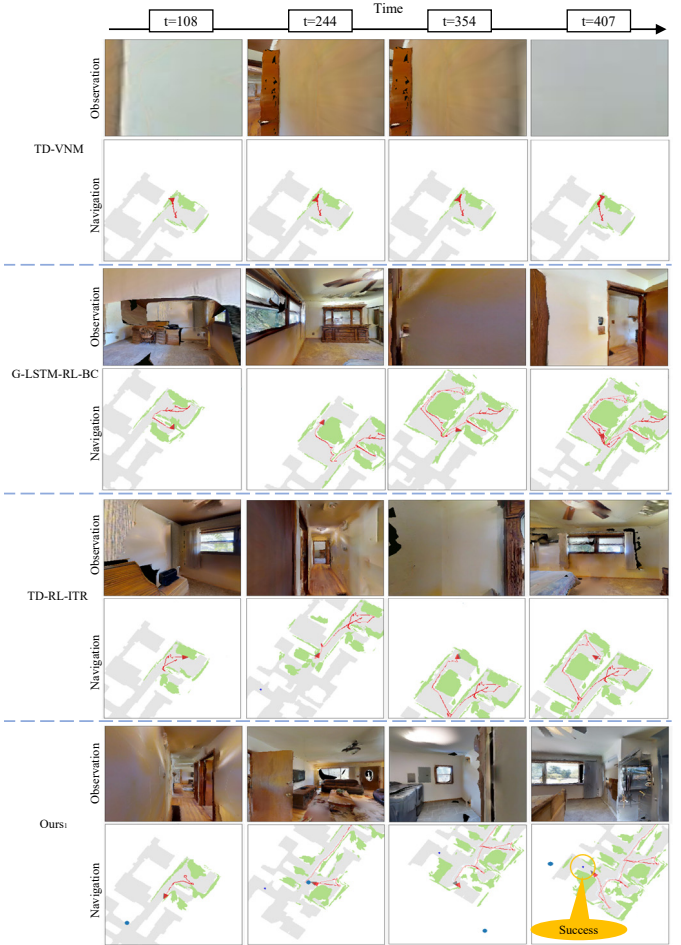 Time
t=108
t=244
t=354
t=407
Observation
TD-VNM
Navigation
Observation
G-LSTM-RL-BC
Navigation
Observation
TD-RL-ITR
Navigation
Observation
Ours₁
Navigation
Success